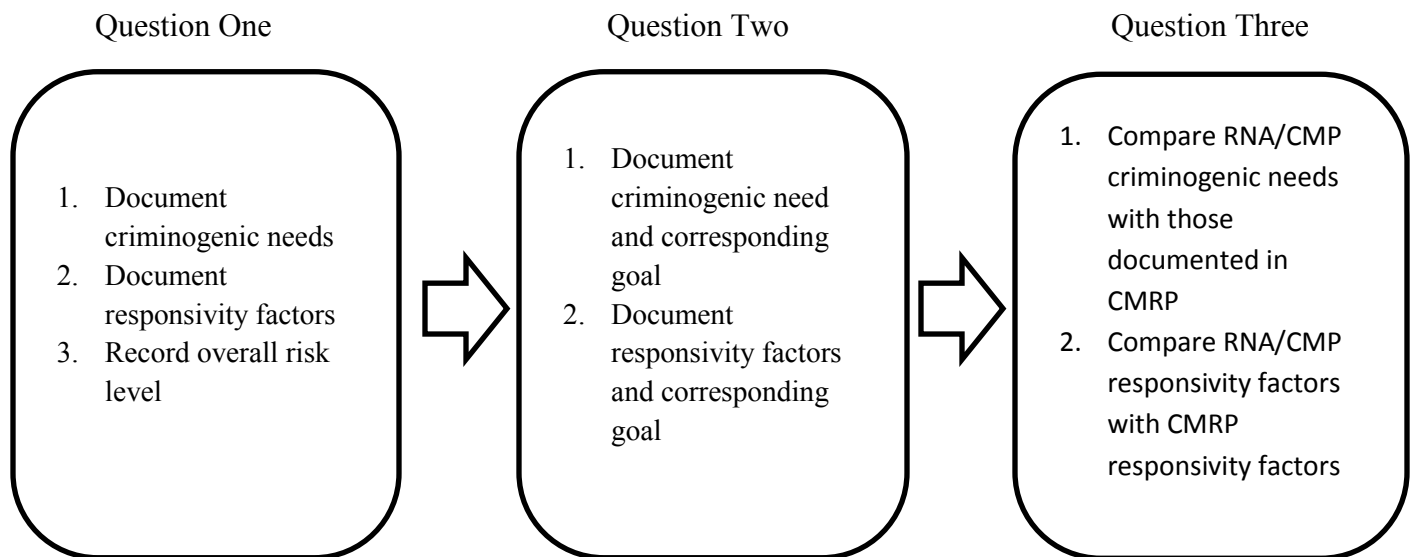 Question One
Question Two
Question Three
1. Document
criminogenic needs
2. Document
responsivity factors
3. Record overall risk
level
1. Document
criminogenic need
and corresponding
goal
2. Document
responsivity factors
and corresponding
goal
1. Compare RNA/CMP
criminogenic needs
with those
documented in
CMRP
2. Compare RNA/CMP
responsivity factors
with CMRP
responsivity factors